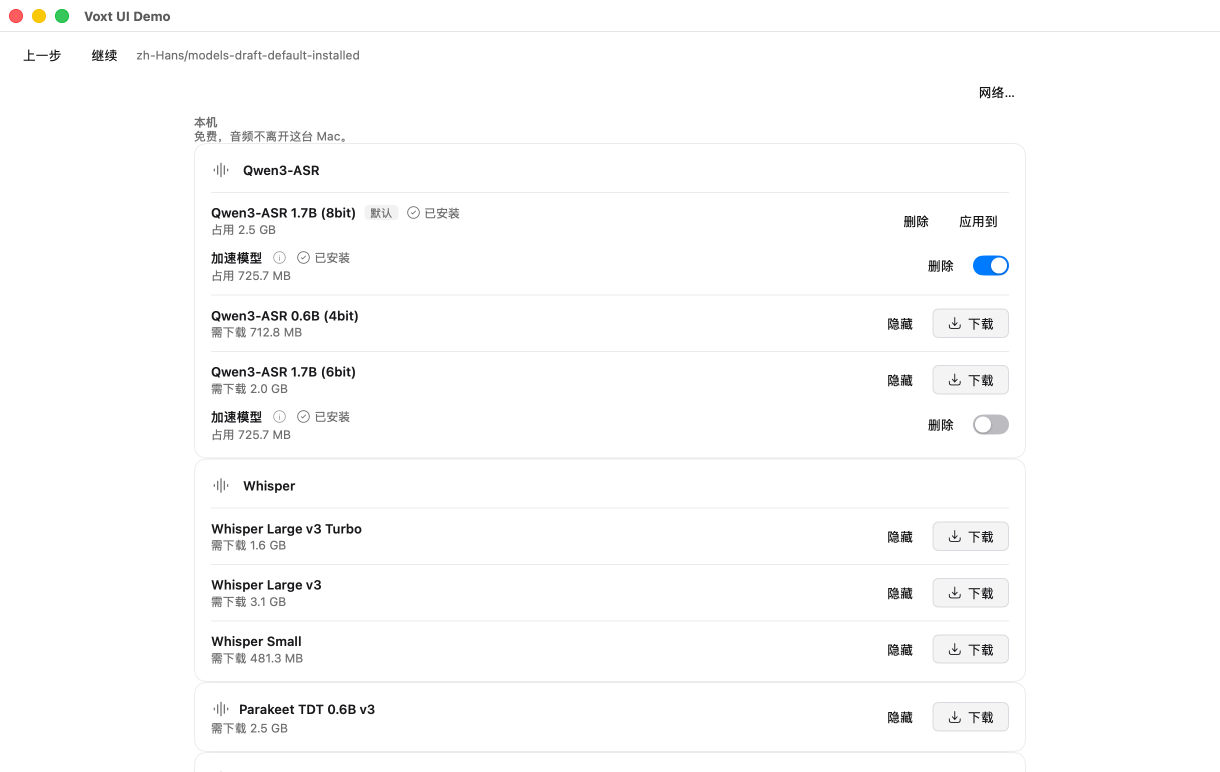 Voxt UI Demo
上一步 继续 zh-Hans/models-draft-default-installed
网络...
本机
免费，音频不离开这台 Mac。
Qwen3-ASR
Qwen3-ASR 1.7B (8bit) 默认 已安装
占用 2.5 GB
删除 应用到
加速模型 已安装
占用 725.7 MB
删除
Qwen3-ASR 0.6B (4bit)
需下载 712.8 MB
隐藏 下载
Qwen3-ASR 1.7B (6bit)
需下载 2.0 GB
隐藏 下载
加速模型 已安装
占用 725.7 MB
删除
Whisper
Whisper Large v3 Turbo
需下载 1.6 GB
隐藏 下载
Whisper Large v3
需下载 3.1 GB
隐藏 下载
Whisper Small
需下载 481.3 MB
隐藏 下载
Parakeet TDT 0.6B v3
需下载 2.5 GB
隐藏 下载